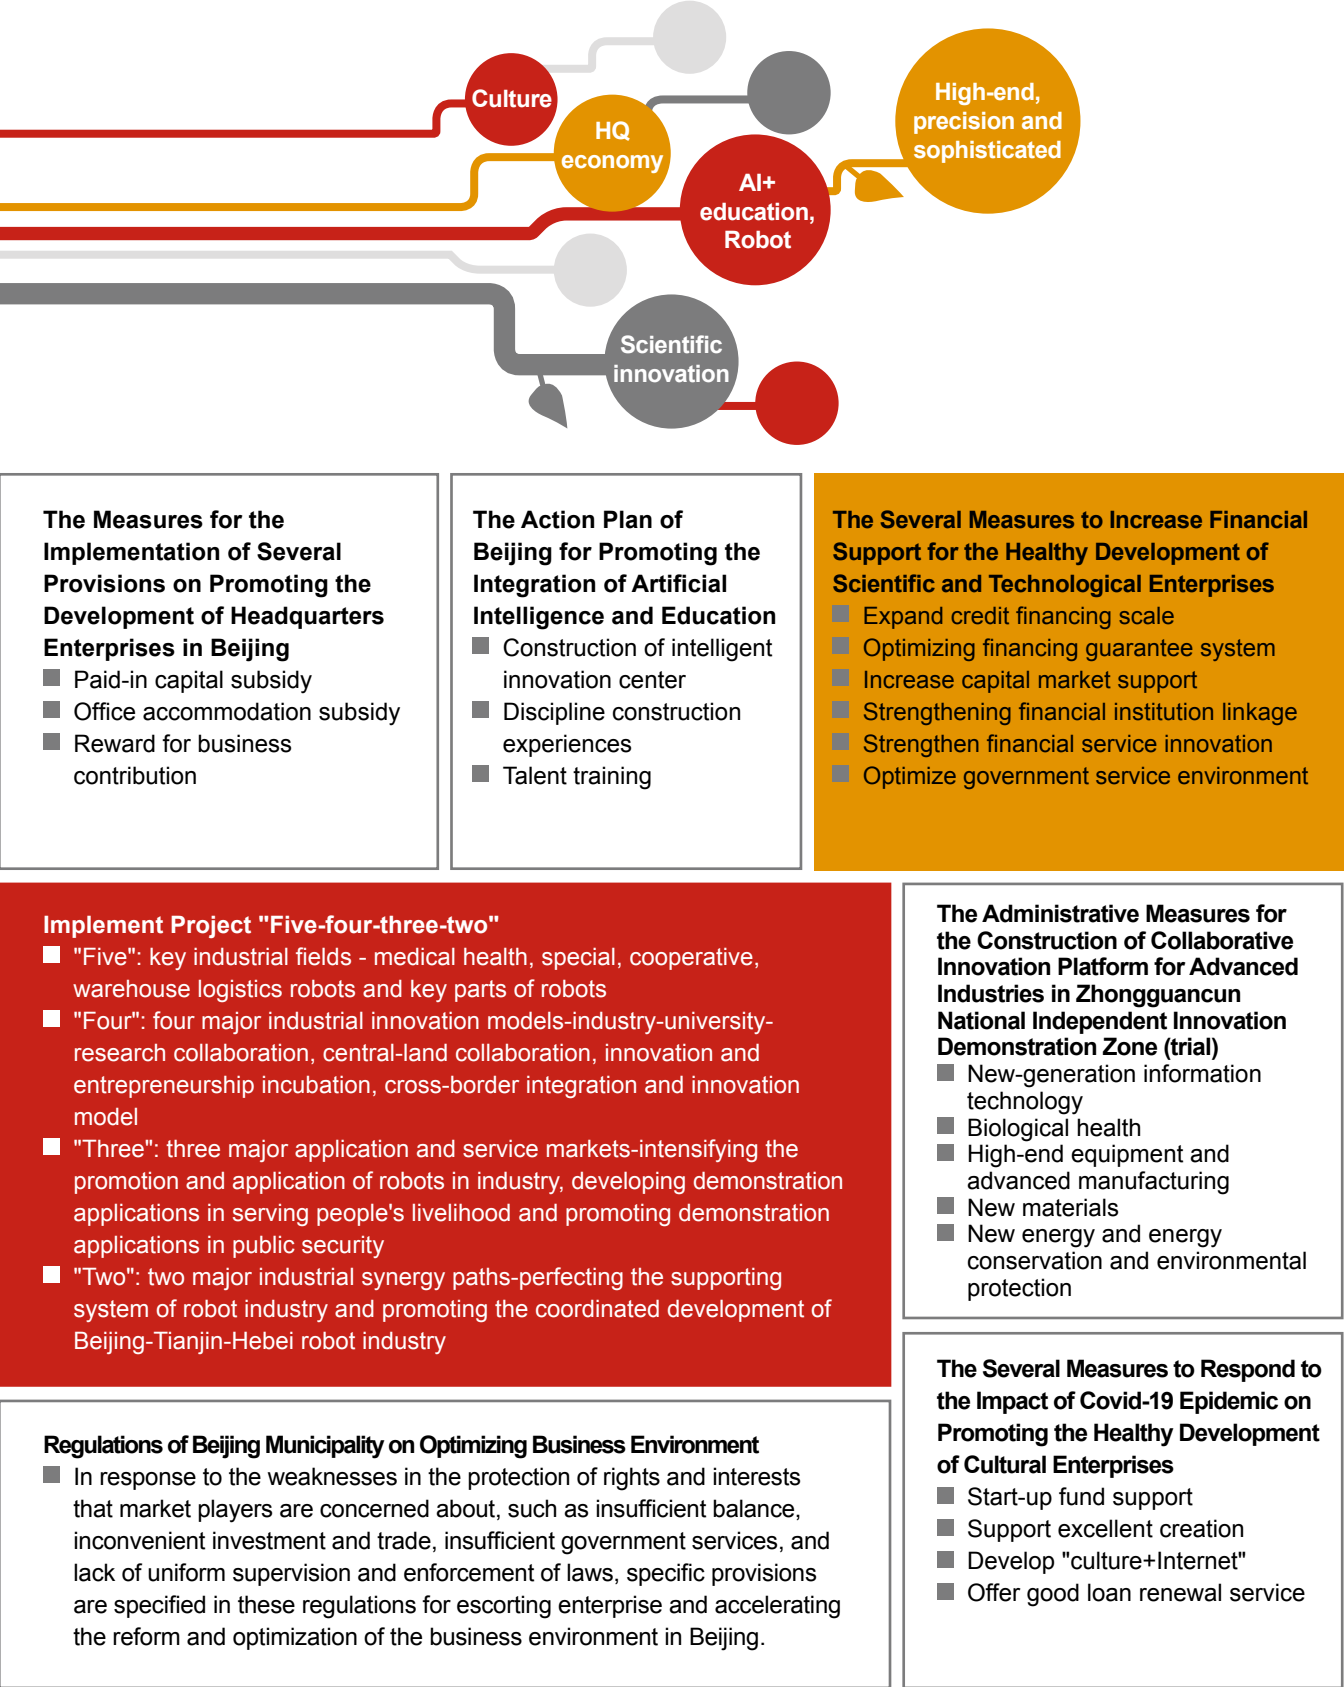 Culture
HQ
economy
High-end,
precision and
sophisticated
AI+
education,
Robot
Scientific
innovation
The Measures for the
Implementation of Several
Provisions on Promoting the
Development of Headquarters
Enterprises in Beijing
Paid-in capital subsidy
Office accommodation subsidy
Reward for business
contribution
The Action Plan of
Beijing for Promoting the
Integration of Artificial
Intelligence and Education
Construction of intelligent
innovation center
Discipline construction
experiences
Talent training
The Several Measures to Increase Financial
Support for the Healthy Development of
Scientific and Technological Enterprises
Expand credit financing scale
Optimizing financing guarantee system
Increase capital market support
Strengthening financial institution linkage
Strengthen financial service innovation
Optimize government service environment
Implement Project "Five-four-three-two"
"Five": key industrial fields - medical health, special, cooperative,
warehouse logistics robots and key parts of robots
"Four": four major industrial innovation models-industry-university-
research collaboration, central-land collaboration, innovation and
entrepreneurship incubation, cross-border integration and innovation
model
"Three": three major application and service markets-intensifying the
promotion and application of robots in industry, developing demonstration
applications in serving people's livelihood and promoting demonstration
applications in public security
"Two": two major industrial synergy paths-perfecting the supporting
system of robot industry and promoting the coordinated development of
Beijing-Tianjin-Hebei robot industry
The Administrative Measures for
the Construction of Collaborative
Innovation Platform for Advanced
Industries in Zhongguancun
National Independent Innovation
Demonstration Zone (trial)
New-generation information
technology
Biological health
High-end equipment and
advanced manufacturing
New materials
New energy and energy
conservation and environmental
protection
Regulations of Beijing Municipality on Optimizing Business Environment
In response to the weaknesses in the protection of rights and interests
that market players are concerned about, such as insufficient balance,
inconvenient investment and trade, insufficient government services, and
lack of uniform supervision and enforcement of laws, specific provisions
are specified in these regulations for escorting enterprise and accelerating
the reform and optimization of the business environment in Beijing.
The Several Measures to Respond to
the Impact of Covid-19 Epidemic on
Promoting the Healthy Development
of Cultural Enterprises
Start-up fund support
Support excellent creation
Develop "culture+Internet"
Offer good loan renewal service